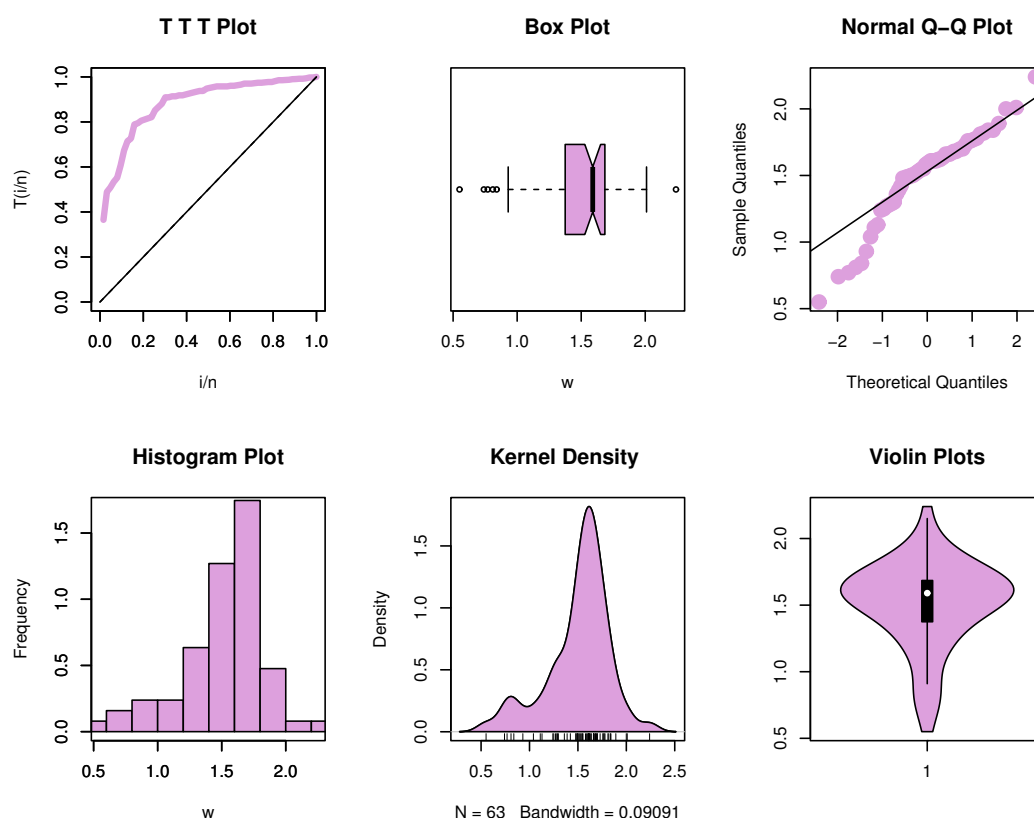 T T T Plot
T(i/n)
1.0
0.8
0.6
0.4
0.2
0.0
0.0 0.2 0.4 0.6 0.8 1.0
i/n
Box Plot
0.5 1.0 1.5 2.0
w
Normal Q−Q Plot
Sample Quantiles
2.0
1.5
1.0
0.5
−2 −1 0 1 2
Theoretical Quantiles
Histogram Plot
Frequency
1.5
1.0
0.5
0.0
0.5 1.0 1.5 2.0
w
Kernel Density
Density
1.5
1.0
0.5
0.0
0.5 1.0 1.5 2.0 2.5
N = 63 Bandwidth = 0.09091
Violin Plots
2.0
1.5
1.0
0.5
1